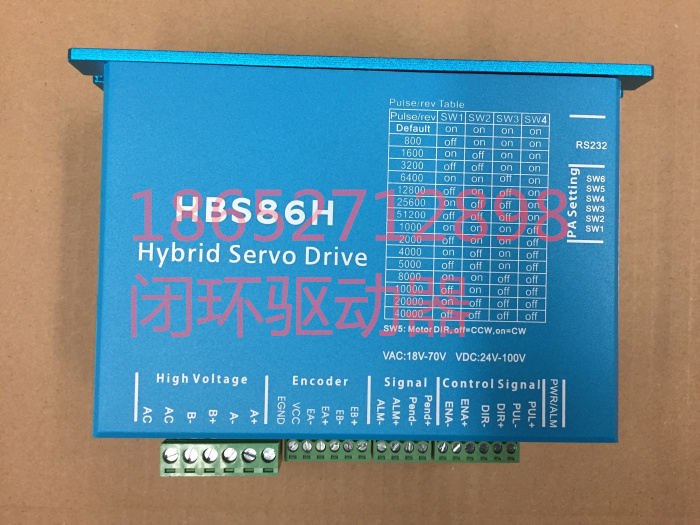 Pulse/rev Table
Pulse/rev SW1 SW2 SW3 SW4
Default on on on on
800 off on on on
1600 on off on on
3200 off off on on
6400 on on off on
12800 off on off on
25600 on off off on
51200 off off off on
1000 on on on off
2000 off on on off
4000 on off on off
5000 off off on off
8000 on on off off
10000 off on off off
20000 on off off off
40000 off off off off
SW5: MotorDIR, off=CCW, on=CW
VAC:18V-70V VDC:24V-100V
RS232
PA Setting
SW6
SW5
SW4
SW3
SW2
SW1
HBS86H
Hybrid Servo Drive
18652712898
闭环驱动器
High Voltage
AC
AC
B-
B+
A-
A+
Encoder
EGND
VCC
EA-
EA+
EB-
EB+
Signal
ALM-
ALM+
Pend-
Pend+
Control Signal
ENA-
ENA+
DIR-
DIR+
PUL-
PUL+
PWR/ALM